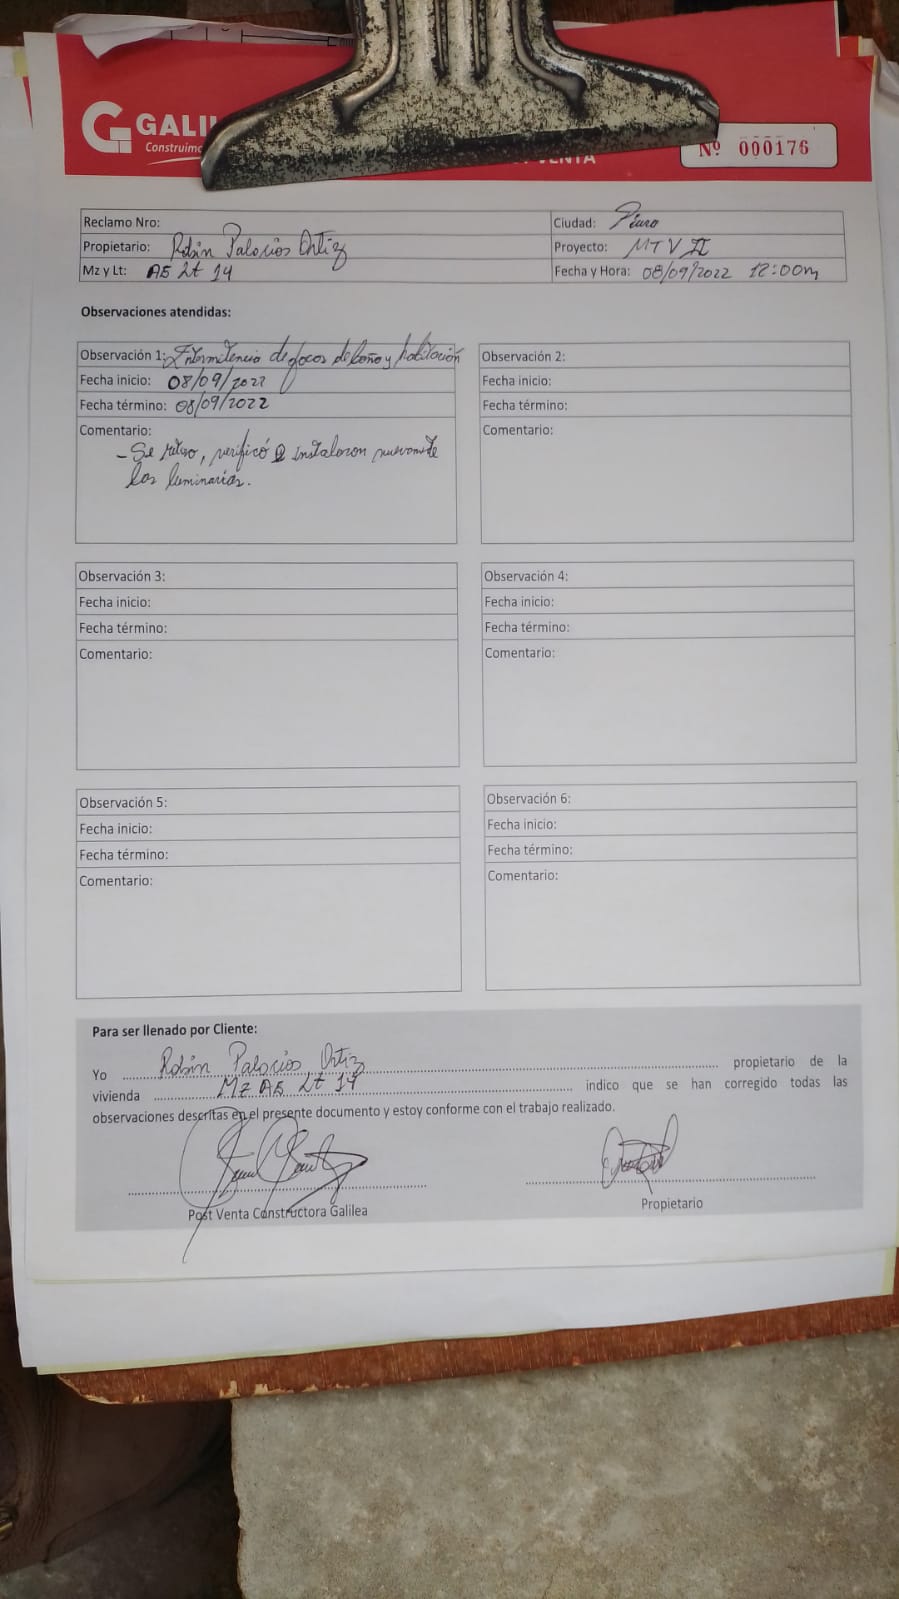 GALI
Construimo
VENTA
Nº 000176
Reclamo Nro:
Ciudad: Piura
Propietario: Robin Palacios Ortiz
Proyecto: MTV II
Mz y Lt: AE Lt 14
Fecha y Hora: 08/09/2022 12:00m
Observaciones atendidas:
Observación 1: Intermitencia de focos de baño y habitación
Fecha inicio: 08/09/2022
Fecha término: 08/09/2022
Comentario:
- Se retiro, verificó e instalaron nuevamente
las luminarias.
Observación 2:
Fecha inicio:
Fecha término:
Comentario:
Observación 3:
Fecha inicio:
Fecha término:
Comentario:
Observación 4:
Fecha inicio:
Fecha término:
Comentario:
Observación 5:
Fecha inicio:
Fecha término:
Comentario:
Observación 6:
Fecha inicio:
Fecha término:
Comentario:
Para ser llenado por Cliente:
Yo Robin Palacios Ortiz propietario de la
vivienda Mz AE Lt 14 indico que se han corregido todas las
observaciones descritas en el presente documento y estoy conforme con el trabajo realizado.
Post Venta Constructora Galilea
Propietario